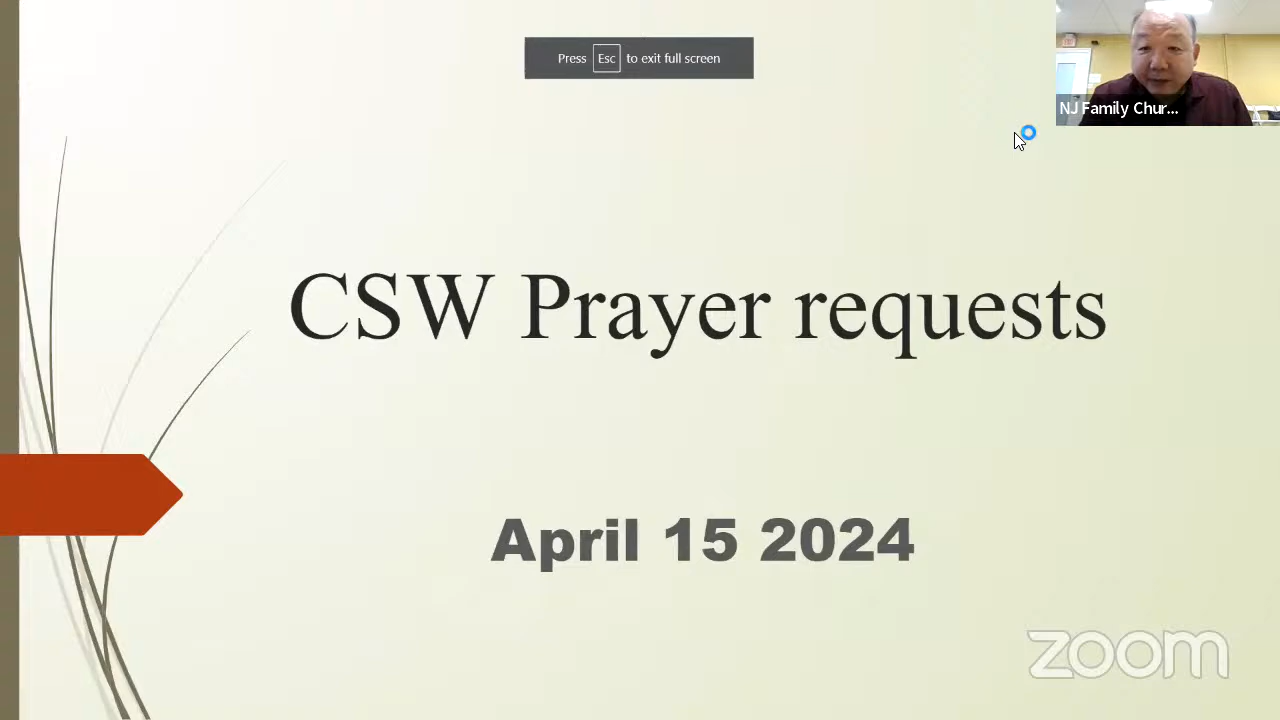 Press Esc to exit full screen
NJ Family Chur...
CSW Prayer requests
April 15 2024
zoom